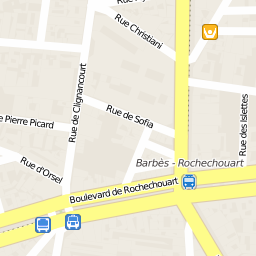 Rue Christiani
Rue de Clignancourt
Rue des Islettes
Rue de Sofia
e Pierre Picard
Barbès - Rochechouart
Rue d'Orsel
Boulevard de Rochechouart